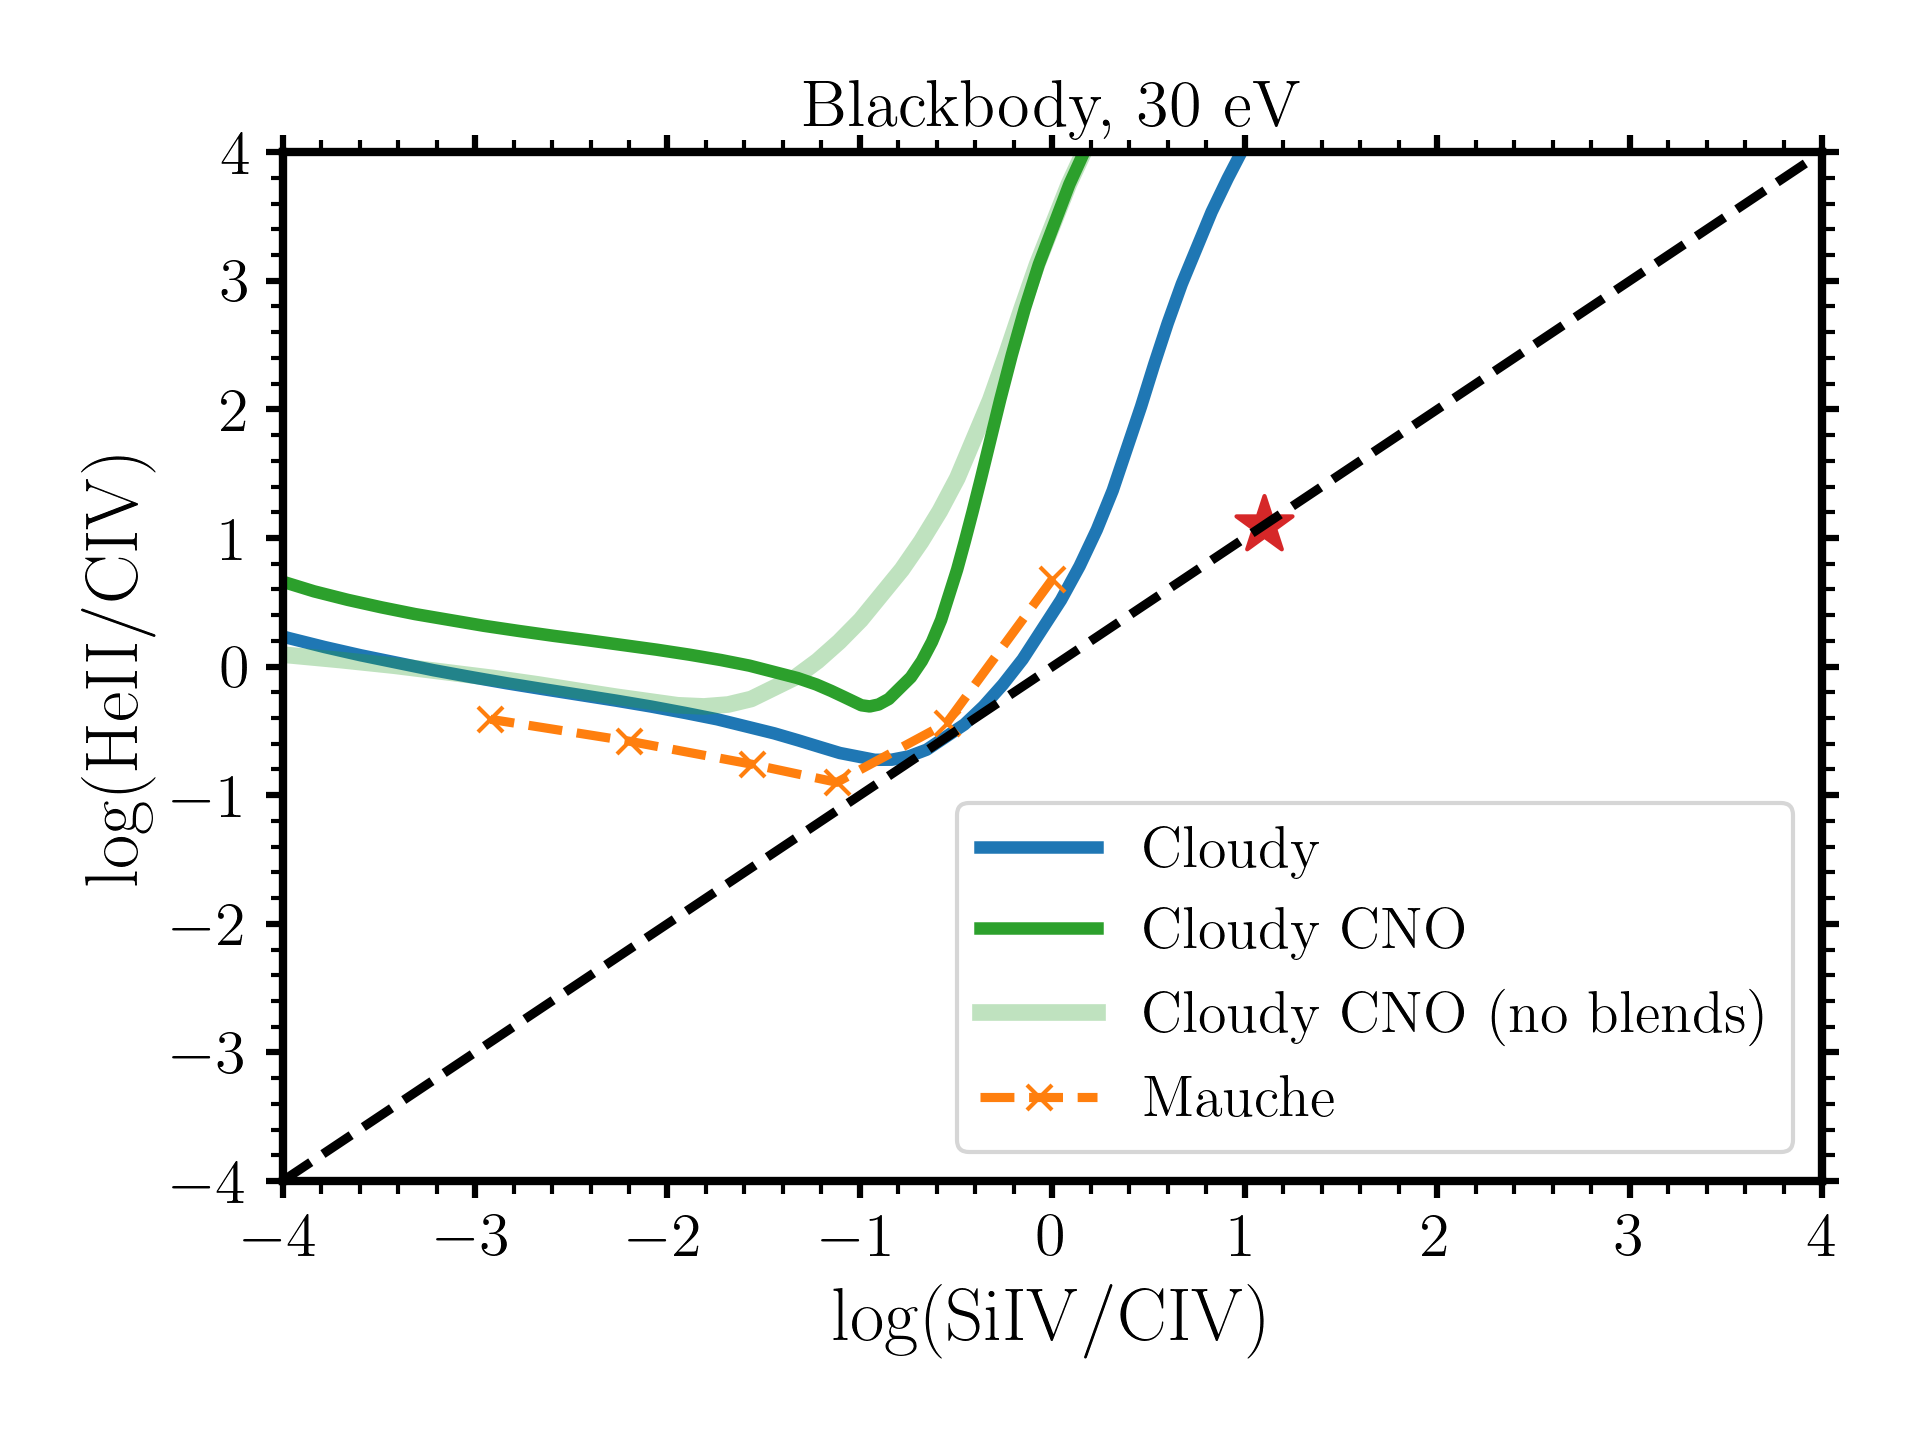 Blackbody, 30 eV
4
3
2
1
0
−1
−2
−3
−4
log(HeII/CIV)
Cloudy
Cloudy CNO
Cloudy CNO (no blends)
Mauche
−4 −3 −2 −1 0 1 2 3 4
log(SiIV/CIV)